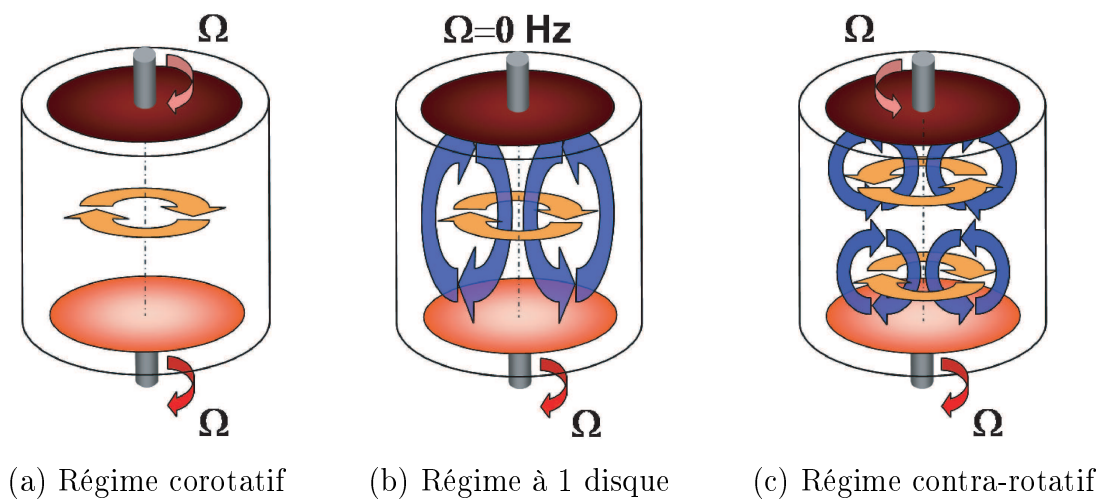 Ω
Ω=0 Hz
Ω
Ω
Ω
Ω
(a) Régime corotatif
(b) Régime à 1 disque
(c) Régime contra-rotatif